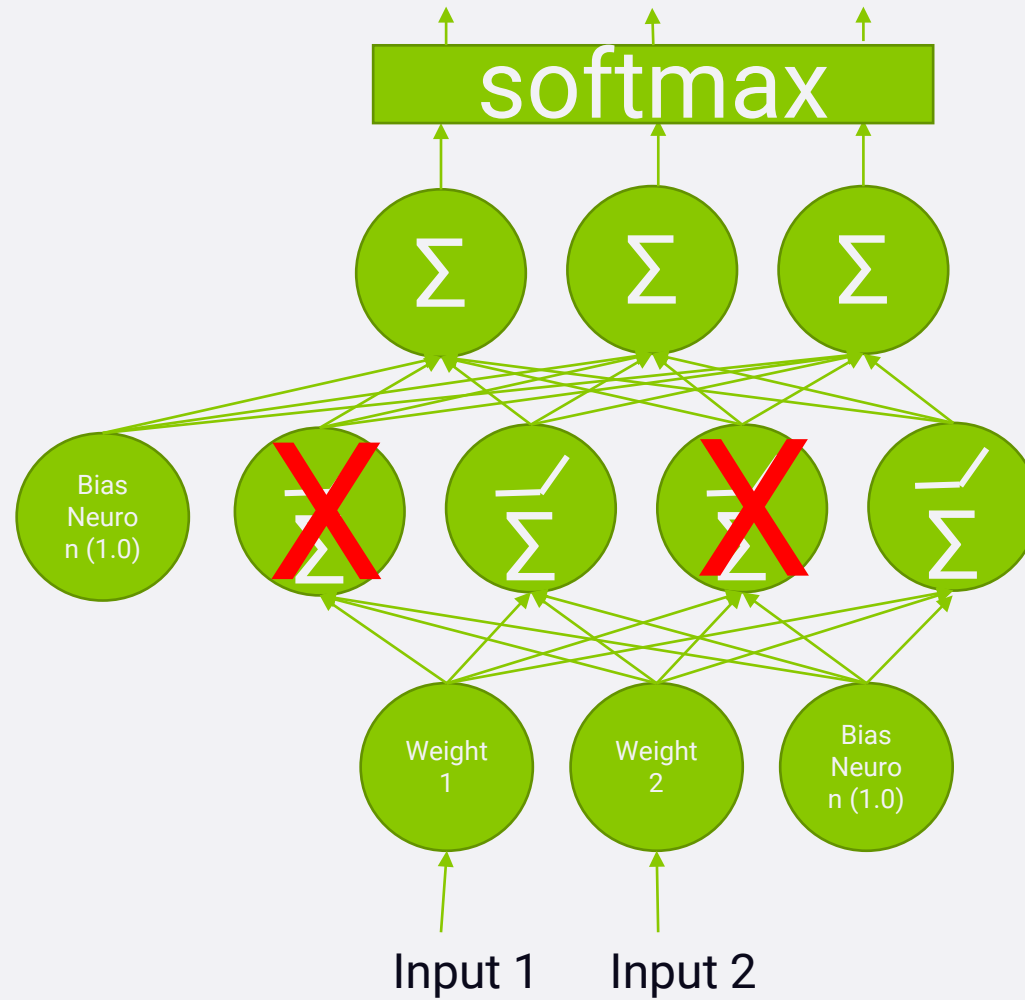 softmax
Σ Σ Σ
Bias
Neuro
n (1.0)
Σ Σ Σ Σ
X X
Weight
1
Weight
2
Bias
Neuro
n (1.0)
Input 1 Input 2